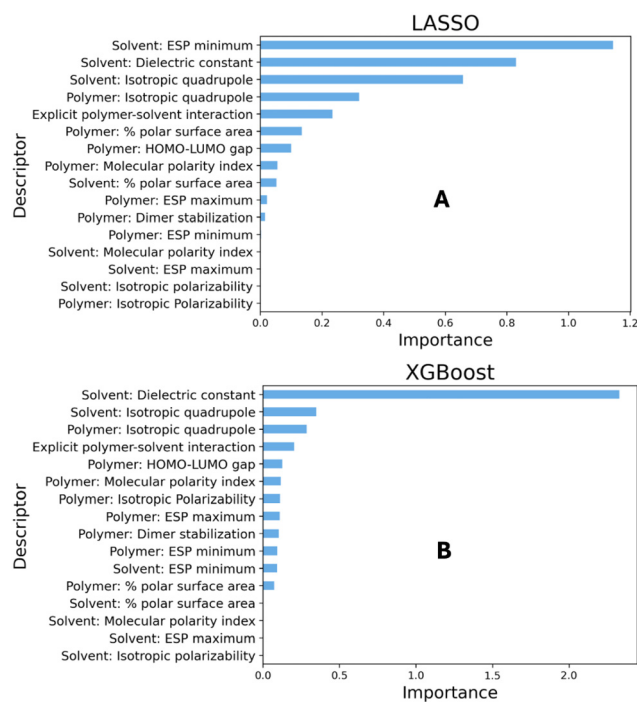 LASSO
Solvent: ESP minimum
Solvent: Dielectric constant
Solvent: Isotropic quadrupole
Polymer: Isotropic quadrupole
Explicit polymer-solvent interaction
Polymer: % polar surface area
Polymer: HOMO-LUMO gap
Polymer: Molecular polarity index
Solvent: % polar surface area
Polymer: ESP maximum
Polymer: Dimer stabilization
Polymer: ESP minimum
Solvent: Molecular polarity index
Solvent: ESP maximum
Solvent: Isotropic polarizability
Polymer: Isotropic Polarizability
Descriptor
A
0.0 0.2 0.4 0.6 0.8 1.0 1.2
Importance
XGBoost
Solvent: Dielectric constant
Solvent: Isotropic quadrupole
Polymer: Isotropic quadrupole
Explicit polymer-solvent interaction
Polymer: HOMO-LUMO gap
Polymer: Molecular polarity index
Polymer: Isotropic Polarizability
Polymer: ESP maximum
Polymer: Dimer stabilization
Polymer: ESP minimum
Solvent: ESP minimum
Polymer: % polar surface area
Solvent: % polar surface area
Solvent: Molecular polarity index
Solvent: ESP maximum
Solvent: Isotropic polarizability
Descriptor
B
0.0 0.5 1.0 1.5 2.0
Importance